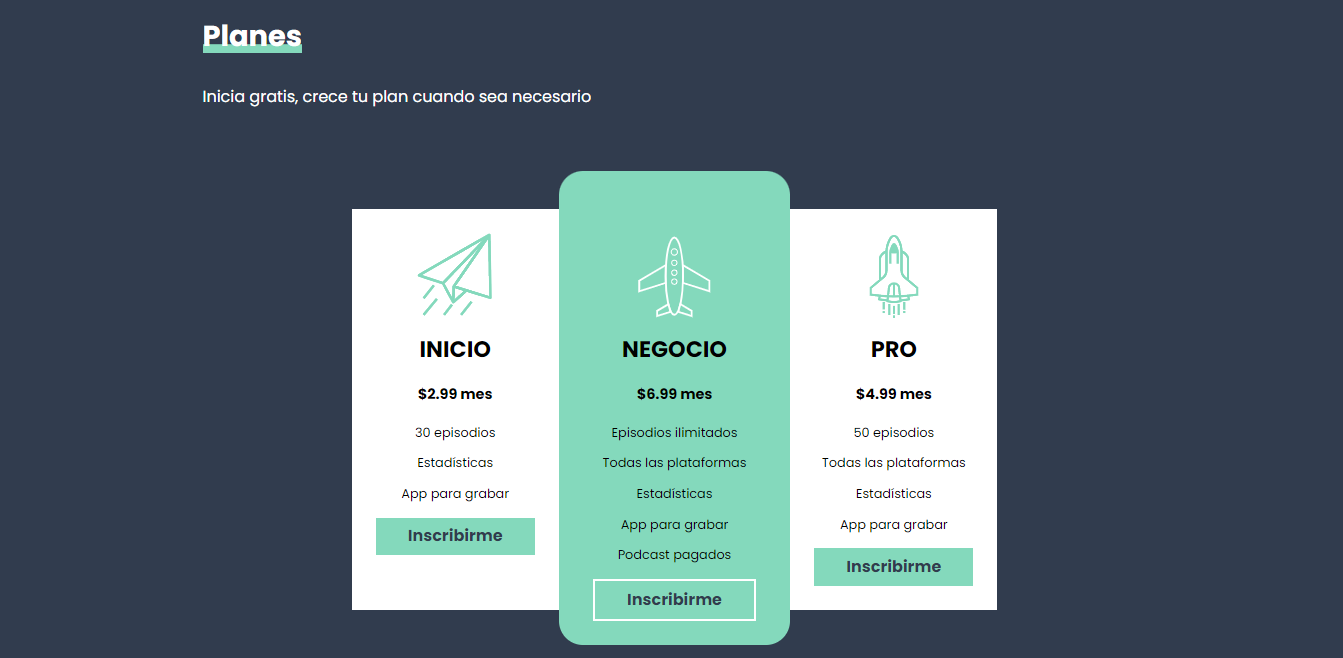 Planes
Inicia gratis, crece tu plan cuando sea necesario
INICIO
$2.99 mes
30 episodios
Estadísticas
App para grabar
Inscribirme
NEGOCIO
$6.99 mes
Episodios ilimitados
Todas las plataformas
Estadísticas
App para grabar
Podcast pagados
Inscribirme
PRO
$4.99 mes
50 episodios
Todas las plataformas
Estadísticas
App para grabar
Inscribirme